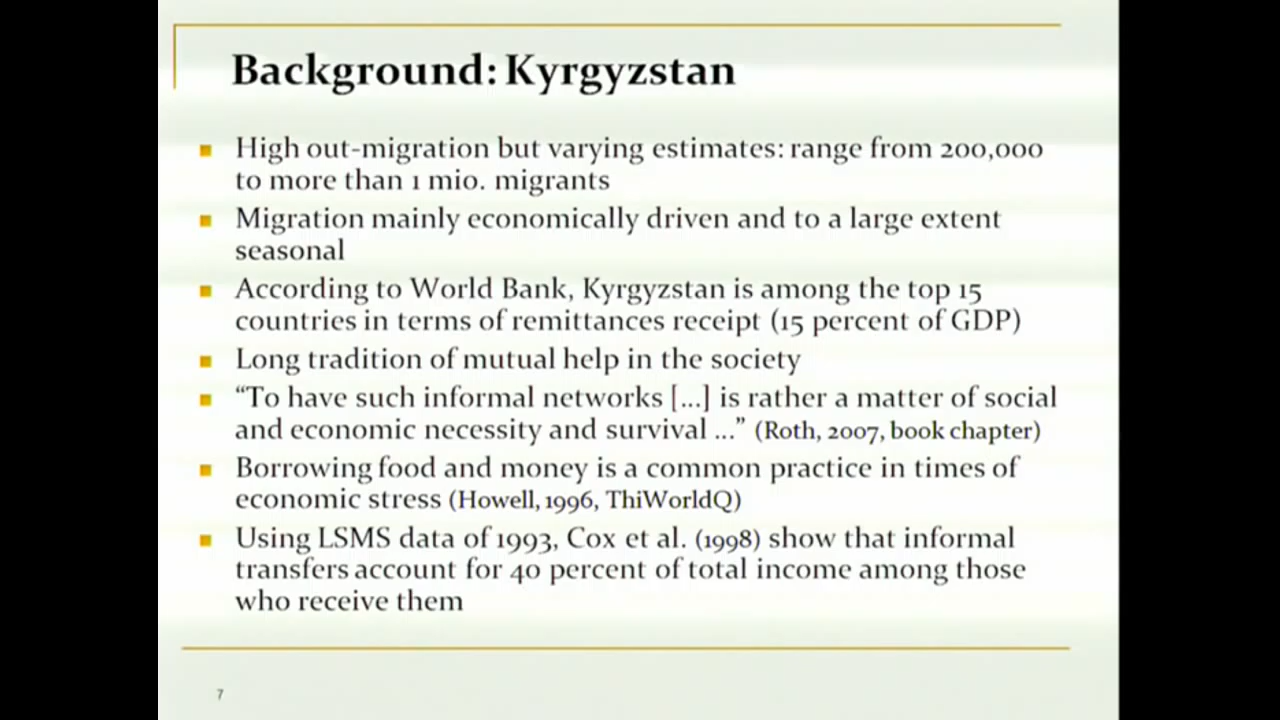 Background: Kyrgyzstan
High out-migration but varying estimates: range from 200,000
to more than 1 mio. migrants
Migration mainly economically driven and to a large extent
seasonal
According to World Bank, Kyrgyzstan is among the top 15
countries in terms of remittances receipt (15 percent of GDP)
Long tradition of mutual help in the society
“To have such informal networks [...] is rather a matter of social
and economic necessity and survival ...” (Roth, 2007, book chapter)
Borrowing food and money is a common practice in times of
economic stress (Howell, 1996, ThiWorldQ)
Using LSMS data of 1993, Cox et al. (1998) show that informal
transfers account for 40 percent of total income among those
who receive them
7